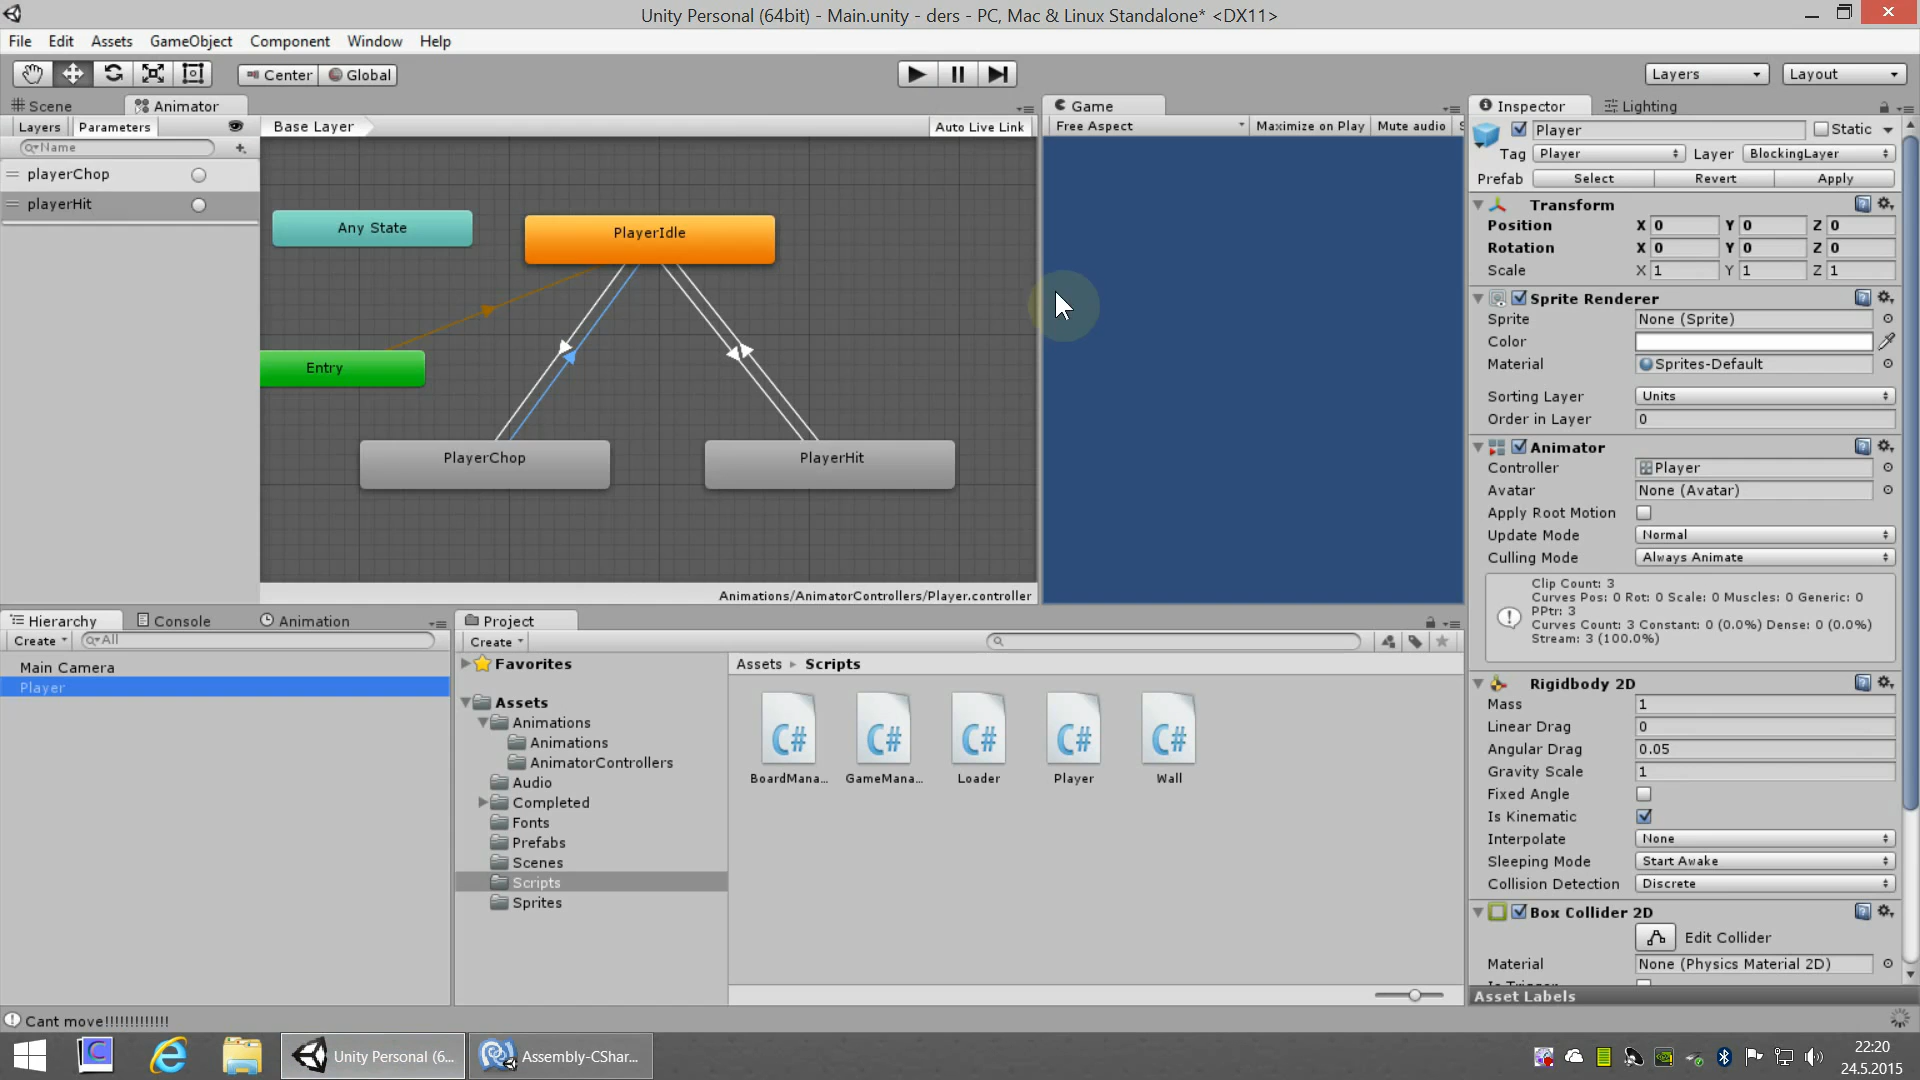 Unity Personal (64bit) - Main.unity - ders - PC, Mac & Linux Standalone* <DX11>
File Edit Assets GameObject Component Window Help
Center Global Layers Layout
Scene Animator Game Inspector Lighting
Layers Parameters Base Layer Auto Live Link Free Aspect Maximize on Play Mute audio S
Name
playerChop
playerHit
Any State
PlayerIdle
Entry
PlayerChop
PlayerHit
Animations/AnimatorControllers/Player.controller
Player Static
Tag Player Layer BlockingLayer
Prefab Select Revert Apply
Transform
Position X 0 Y 0 Z 0
Rotation X 0 Y 0 Z 0
Scale X 1 Y 1 Z 1
Sprite Renderer
Sprite None (Sprite)
Color
Material Sprites-Default
Sorting Layer Units
Order in Layer 0
Animator
Controller Player
Avatar None (Avatar)
Apply Root Motion
Update Mode Normal
Culling Mode Always Animate
Clip Count: 3
Curves Pos: 0 Rot: 0 Scale: 0 Muscles: 0 Generic: 0
PPtr: 3
Curves Count: 3 Constant: 0 (0.0%) Dense: 0 (0.0%)
Stream: 3 (100.0%)
Rigidbody 2D
Mass 1
Linear Drag 0
Angular Drag 0.05
Gravity Scale 1
Fixed Angle
Is Kinematic
Interpolate None
Sleeping Mode Start Awake
Collision Detection Discrete
Box Collider 2D
Edit Collider
Material None (Physics Material 2D)
Asset Labels
Hierarchy Console Animation
Create All
Main Camera
Player
Project
Create
Favorites
Assets
Animations
Animations
AnimatorControllers
Audio
Completed
Fonts
Prefabs
Scenes
Scripts
Sprites
Assets Scripts
C# C# C# C# C#
BoardMana... GameMana... Loader Player Wall
Cant move!!!!!!!!!!!!!
Unity Personal (6... Assembly-CShar...
22:20
24.5.2015